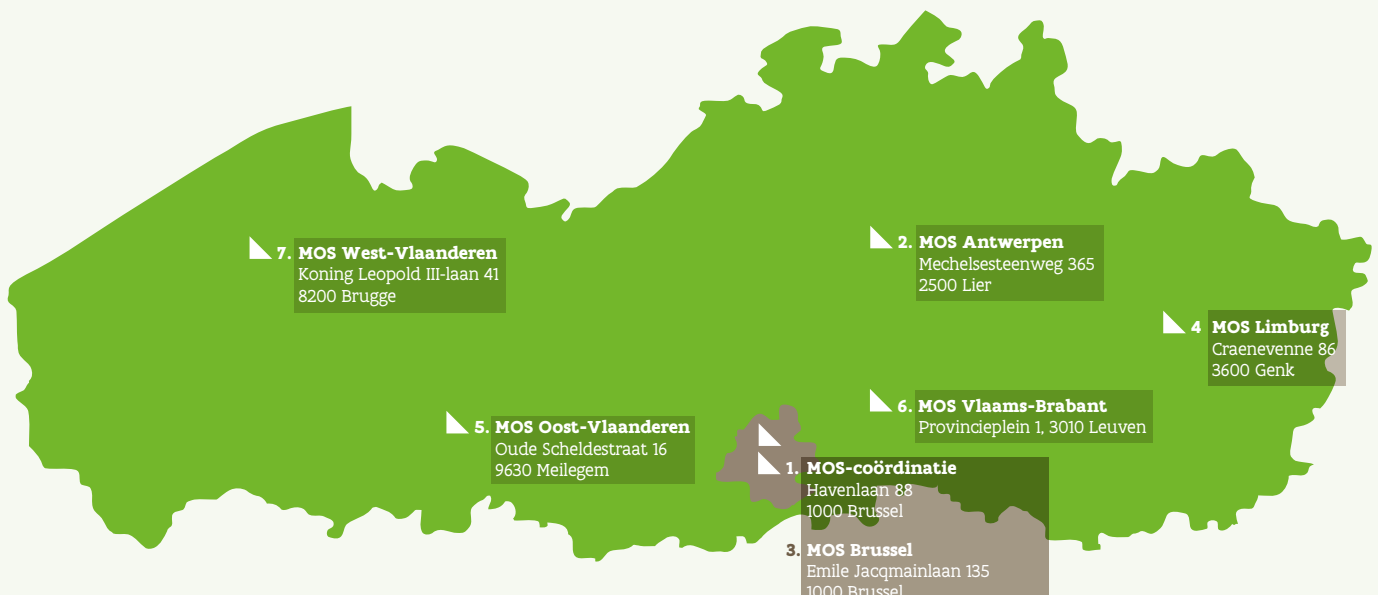 7. MOS West-Vlaanderen
Koning Leopold III-laan 41
8200 Brugge
2. MOS Antwerpen
Mechelsesteenweg 365
2500 Lier
4 MOS Limburg
Craenevenne 86
3600 Genk
6. MOS Vlaams-Brabant
Provincieplein 1, 3010 Leuven
5. MOS Oost-Vlaanderen
Oude Scheldestraat 16
9630 Meilegem
1. MOS-coördinatie
Havenlaan 88
1000 Brussel
3. MOS Brussel
Emile Jacqmainlaan 135
1000 Brussel